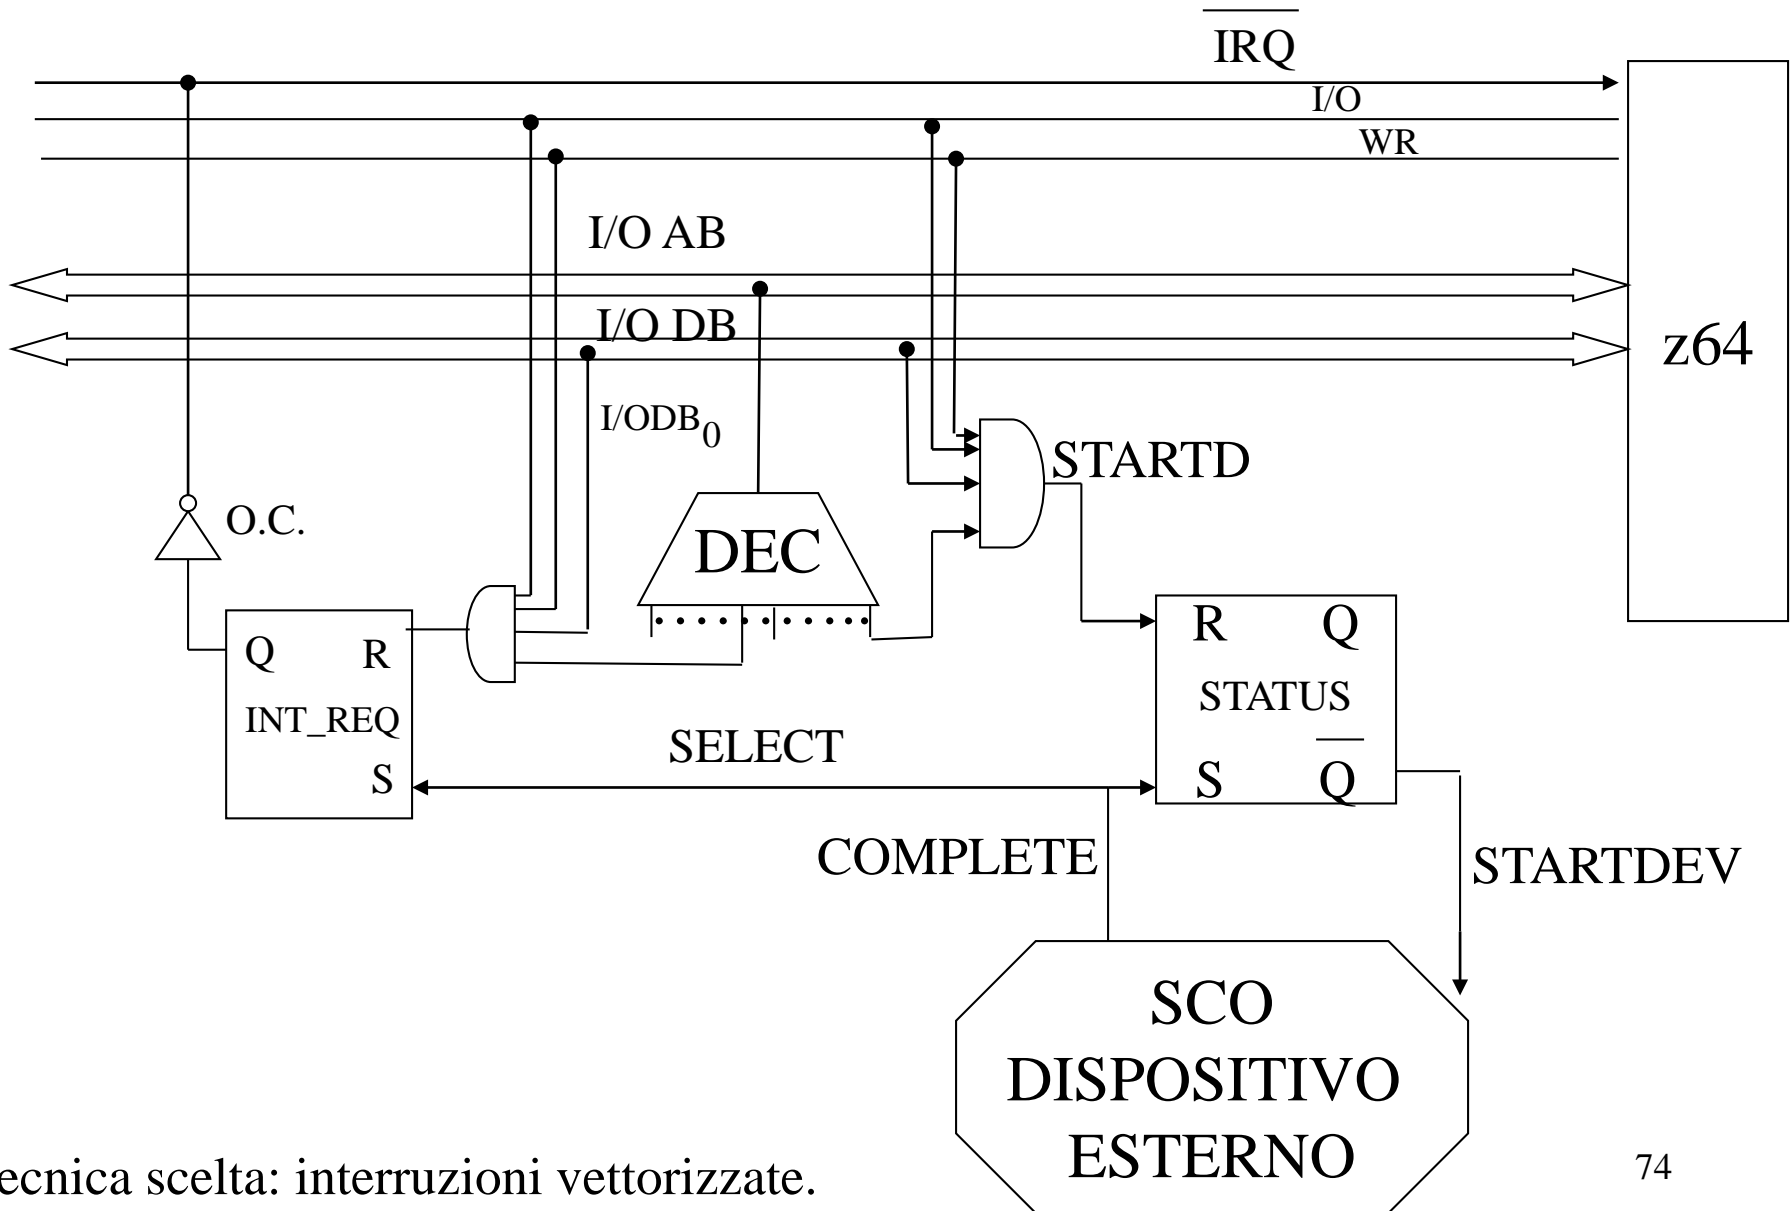 IRQ
I/O
WR
I/O AB
I/O DB
z64
I/ODB0
STARTD
O.C.
DEC
Q R
INT_REQ
S
R Q
STATUS
S Q
SELECT
COMPLETE
STARTDEV
SCO
DISPOSITIVO
ESTERNO
scelta: interruzioni vettorizzate.
74